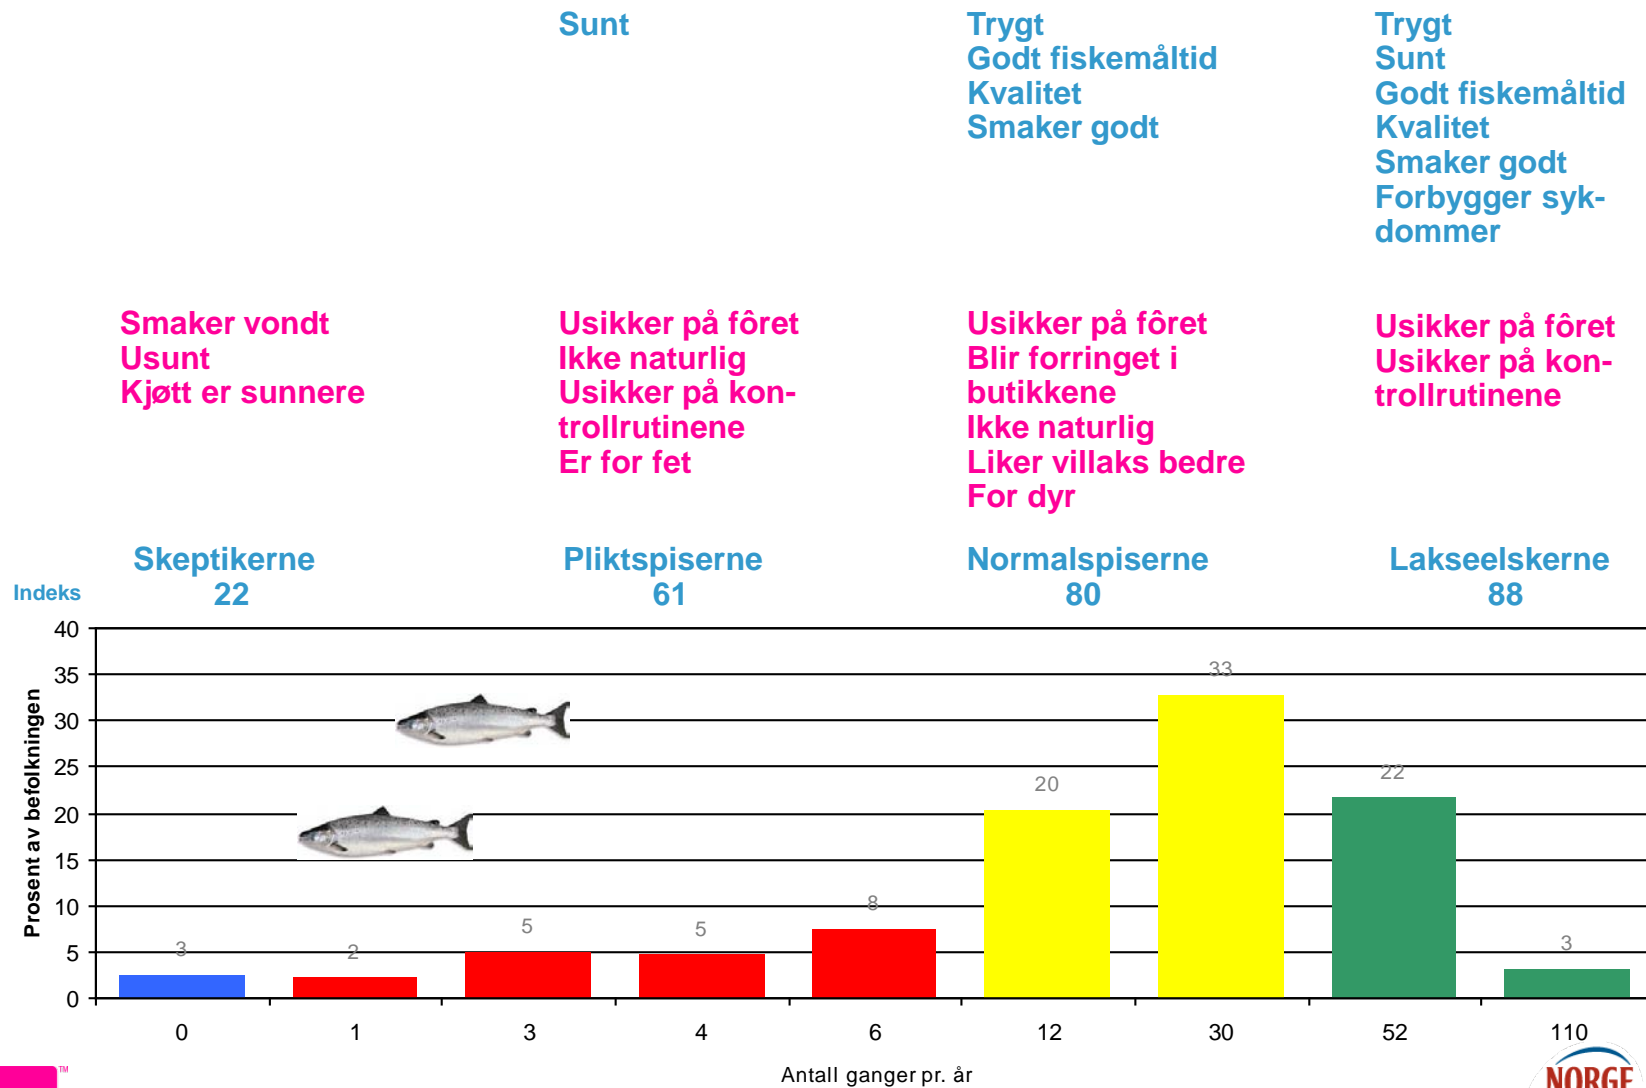 Sunt
Trygt
Godt fiskemåltid
Kvalitet
Smaker godt
Trygt
Sunt
Godt fiskemåltid
Kvalitet
Smaker godt
Forbygger syk-
dommer
Smaker vondt
Usunt
Kjøtt er sunnere
Usikker på fôret
Ikke naturlig
Usikker på kon-
trollrutinene
Er for fet
Usikker på fôret
Blir forringet i
butikkene
Ikke naturlig
Liker villaks bedre
For dyr
Usikker på fôret
Usikker på kon-
trollrutinene
Skeptikerne
22
Pliktspiserne
61
Normalspiserne
80
Lakseelskerne
88
Indeks
Prosent av befolkningen
40
35
30
25
20
15
10
5
0
3
2
5
5
8
20
33
22
3
0 1 3 4 6 12 30 52 110
Antall ganger pr. år
TM
NORGE